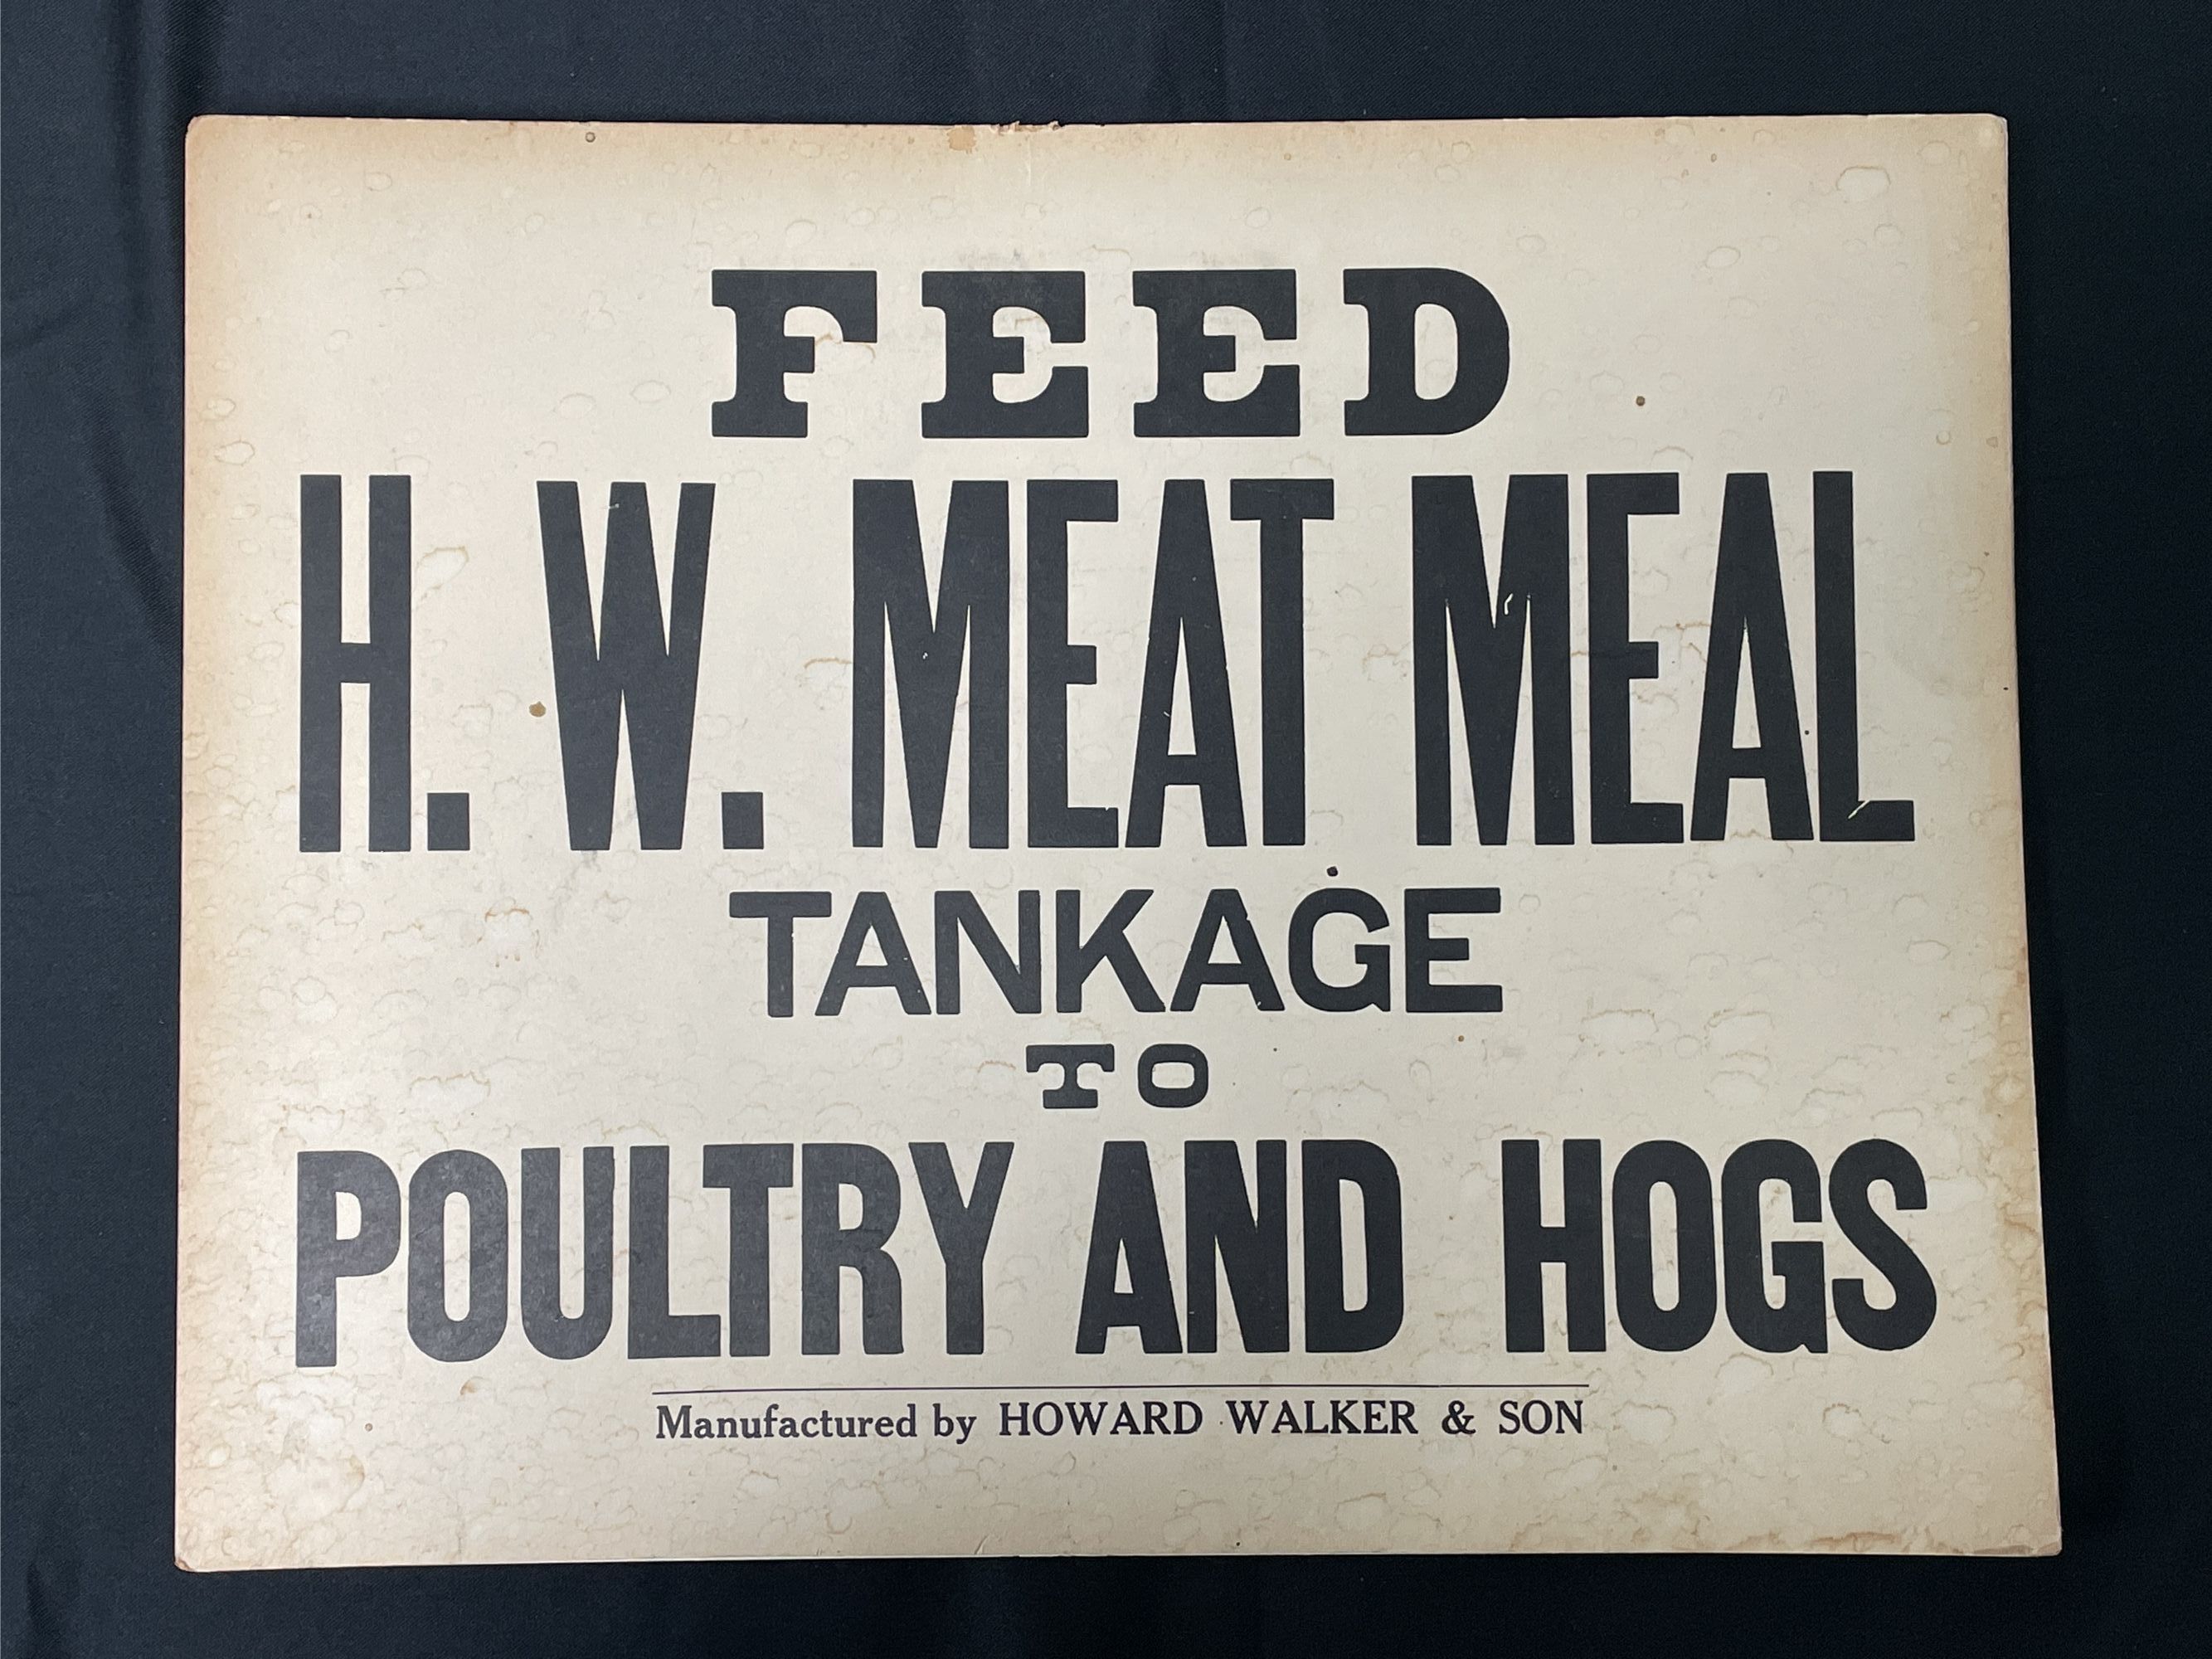 FEED
H. W. MEAT MEAL
TANKAGE
TO
POULTRY AND HOGS
Manufactured by HOWARD WALKER & SON